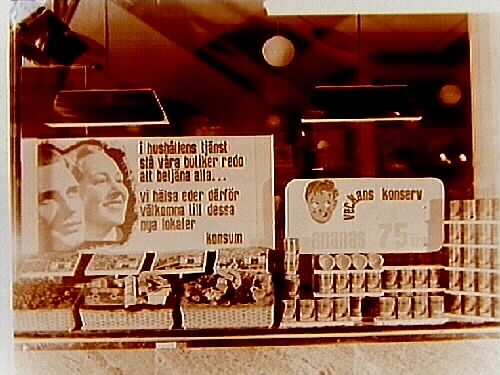 i hushållens tjänst
stå våra butiker redo
att betjäna alla...
vi hälsa eder därför
välkomna till dessa
nya lokaler
konsum
veckans konserv
ananas 75